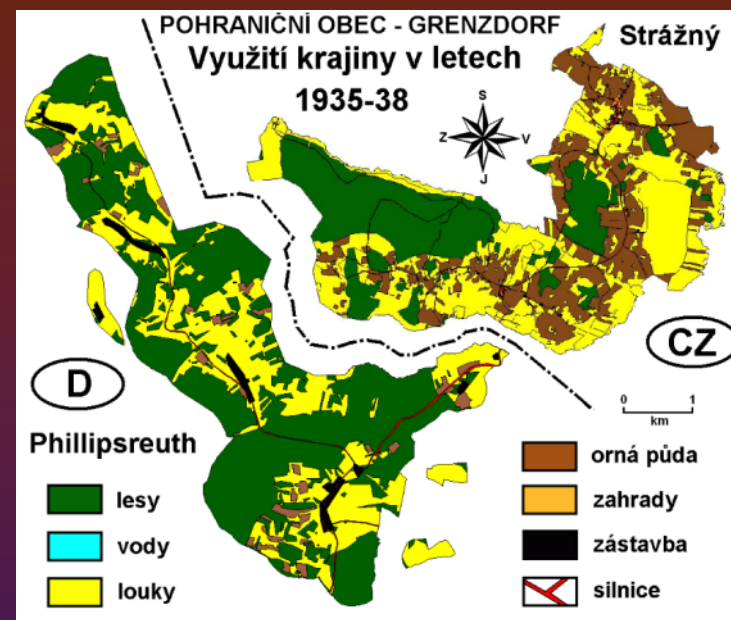 POHRANIČNÍ OBEC - GRENZDORF
Využití krajiny v letech
1935-38
Strážný
S
Z
V
J
D
CZ
0 1
km
Phillipsreuth
lesy
vody
louky
orná půda
zahrady
zástavba
silnice